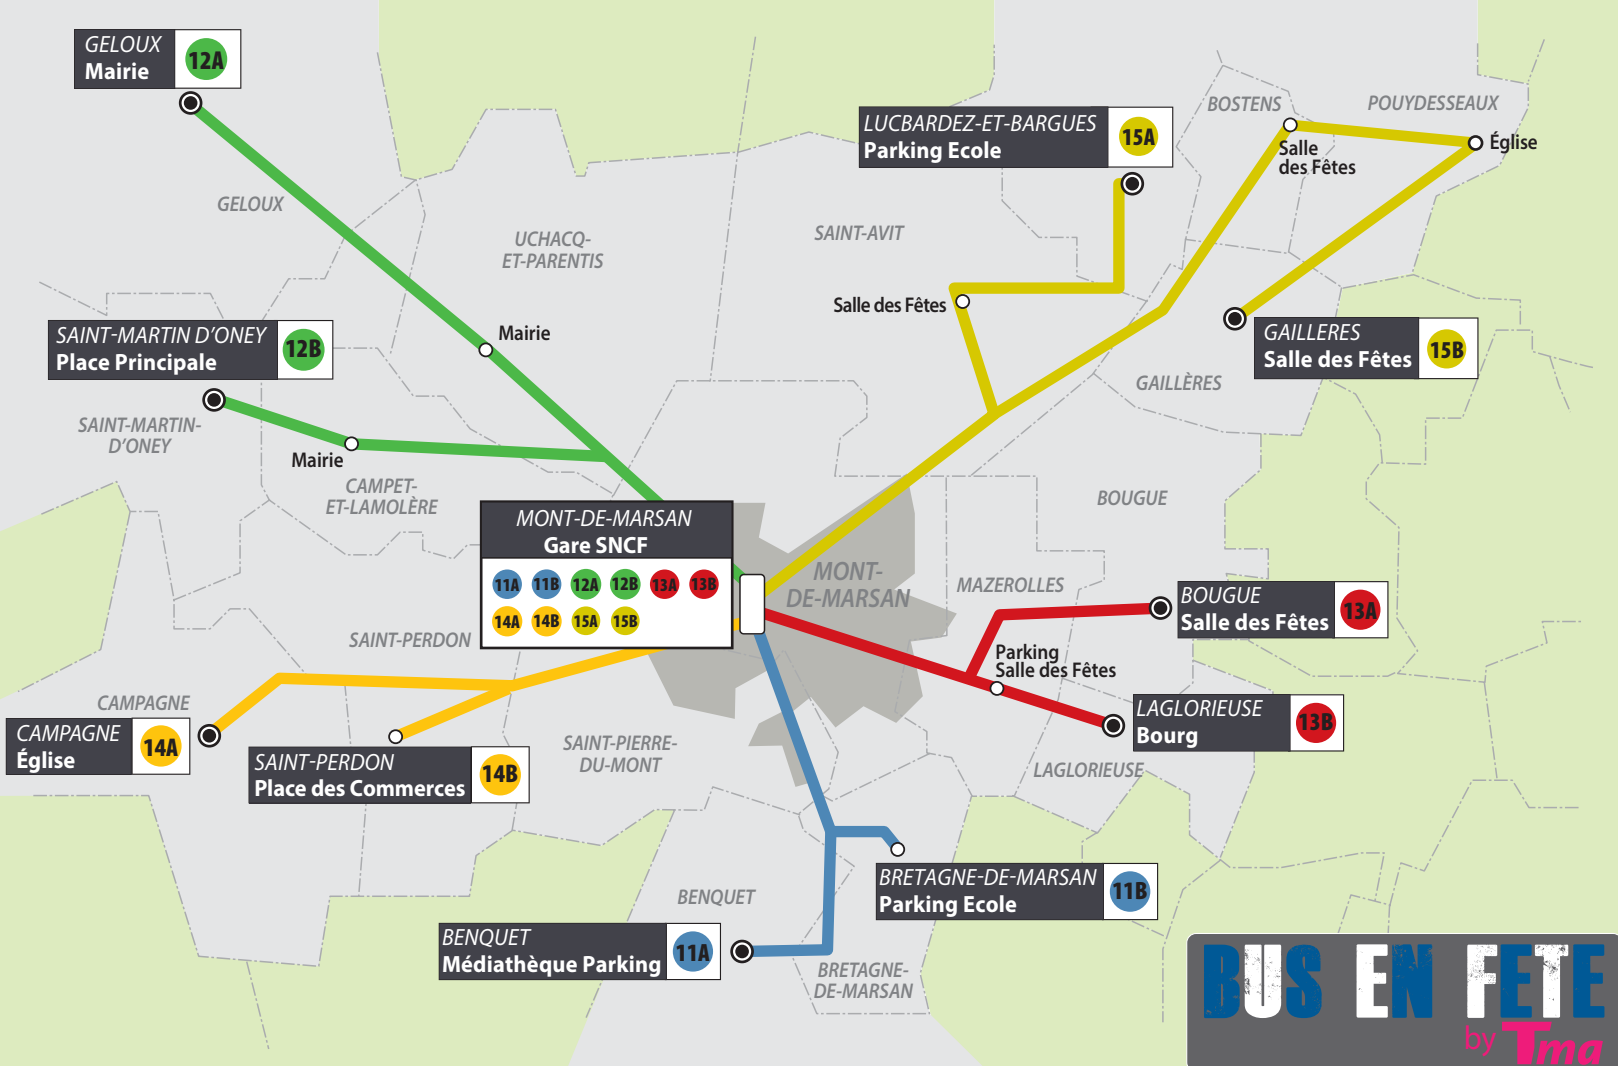 GELOUX
Mairie
12A
LUCBARDEZ-ET-BARGUES
Parking Ecole
15A
BOSTENS
POUYDESSEAUX
Salle
des Fêtes
Église
GELOUX
UCHACQ-
ET-PARENTIS
SAINT-AVIT
Salle des Fêtes
Mairie
SAINT-MARTIN D'ONEY
Place Principale
12B
GAILLERES
Salle des Fêtes
15B
GAILLÈRES
SAINT-MARTIN-
D'ONEY
Mairie
CAMPET-
ET-LAMOLÈRE
BOUGUE
MONT-DE-MARSAN
Gare SNCF
11A 11B 12A 12B 13A 13B
14A 14B 15A 15B
MONT-
DE-MARSAN
MAZEROLLES
BOUGUE
Salle des Fêtes
13A
SAINT-PERDON
Parking
Salle des Fêtes
CAMPAGNE
CAMPAGNE
Église
14A
LAGLORIEUSE
Bourg
13B
SAINT-PERDON
Place des Commerces
14B
SAINT-PIERRE-
DU-MONT
LAGLORIEUSE
BRETAGNE-DE-MARSAN
Parking Ecole
11B
BENQUET
BENQUET
Médiathèque Parking
11A
BRETAGNE-
DE-MARSAN
BUS EN FETE
by Tma